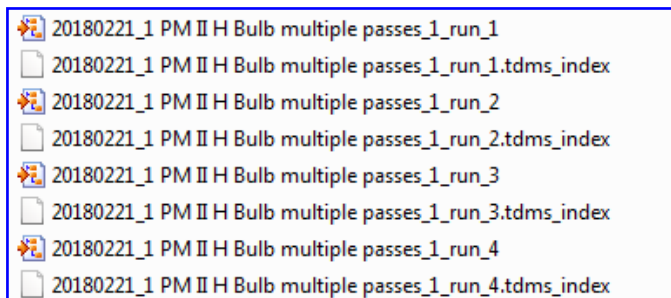 20180221_1 PM II H Bulb multiple passes_1_run_1
20180221_1 PM II H Bulb multiple passes_1_run_1.tdms_index
20180221_1 PM II H Bulb multiple passes_1_run_2
20180221_1 PM II H Bulb multiple passes_1_run_2.tdms_index
20180221_1 PM II H Bulb multiple passes_1_run_3
20180221_1 PM II H Bulb multiple passes_1_run_3.tdms_index
20180221_1 PM II H Bulb multiple passes_1_run_4
20180221_1 PM II H Bulb multiple passes_1_run_4.tdms_index